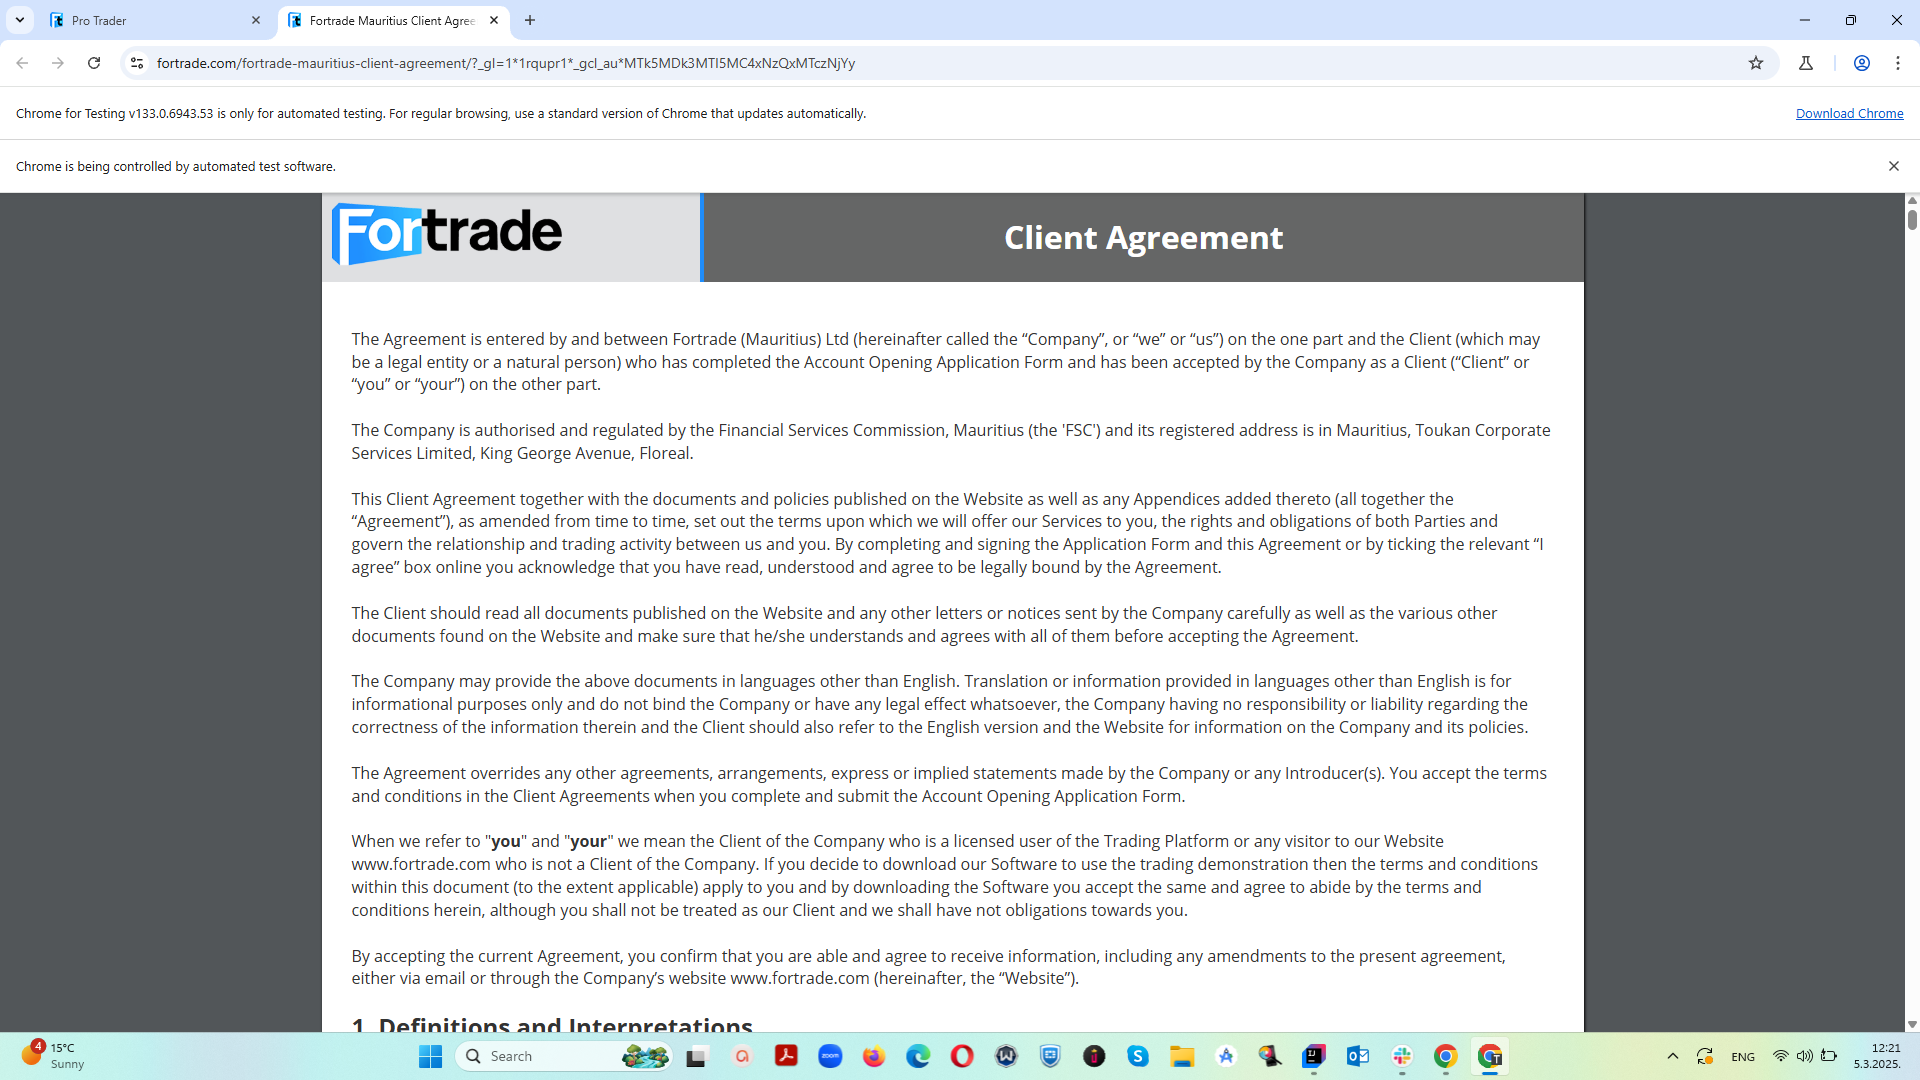 Pro Trader
Fortrade Mauritius Client Agree
fortrade.com/fortrade-mauritius-client-agreement/?_gl=1*1rqupr1*_gcl_au*MTk5MDk3MTI5MC4xNzQxMTczNjYy
Chrome for Testing v133.0.6943.53 is only for automated testing. For regular browsing, use a standard version of Chrome that updates automatically.
Download Chrome
Chrome is being controlled by automated test software.
Fortrade
Client Agreement
The Agreement is entered by and between Fortrade (Mauritius) Ltd (hereinafter called the “Company”, or “we” or “us”) on the one part and the Client (which may
be a legal entity or a natural person) who has completed the Account Opening Application Form and has been accepted by the Company as a Client (“Client” or
“you” or “your”) on the other part.
The Company is authorised and regulated by the Financial Services Commission, Mauritius (the 'FSC') and its registered address is in Mauritius, Toukan Corporate
Services Limited, King George Avenue, Floreal.
This Client Agreement together with the documents and policies published on the Website as well as any Appendices added thereto (all together the
“Agreement”), as amended from time to time, set out the terms upon which we will offer our Services to you, the rights and obligations of both Parties and
govern the relationship and trading activity between us and you. By completing and signing the Application Form and this Agreement or by ticking the relevant “I
agree” box online you acknowledge that you have read, understood and agree to be legally bound by the Agreement.
The Client should read all documents published on the Website and any other letters or notices sent by the Company carefully as well as the various other
documents found on the Website and make sure that he/she understands and agrees with all of them before accepting the Agreement.
The Company may provide the above documents in languages other than English. Translation or information provided in languages other than English is for
informational purposes only and do not bind the Company or have any legal effect whatsoever, the Company having no responsibility or liability regarding the
correctness of the information therein and the Client should also refer to the English version and the Website for information on the Company and its policies.
The Agreement overrides any other agreements, arrangements, express or implied statements made by the Company or any Introducer(s). You accept the terms
and conditions in the Client Agreements when you complete and submit the Account Opening Application Form.
When we refer to "you" and "your" we mean the Client of the Company who is a licensed user of the Trading Platform or any visitor to our Website
www.fortrade.com who is not a Client of the Company. If you decide to download our Software to use the trading demonstration then the terms and conditions
within this document (to the extent applicable) apply to you and by downloading the Software you accept the same and agree to abide by the terms and
conditions herein, although you shall not be treated as our Client and we shall have not obligations towards you.
By accepting the current Agreement, you confirm that you are able and agree to receive information, including any amendments to the present agreement,
either via email or through the Company’s website www.fortrade.com (hereinafter, the “Website”).
1. Definitions and Interpretations
4
15°C
Sunny
Search
zoom
ENG
12:21
5.3.2025.